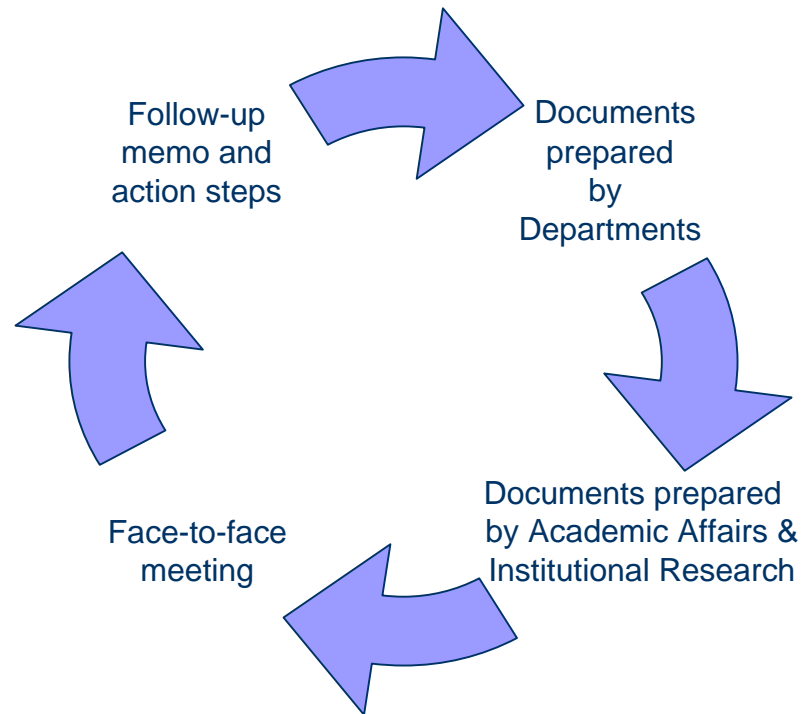 Follow-up
memo and
action steps
Documents
prepared
by
Departments
Documents prepared
by Academic Affairs &
Institutional Research
Face-to-face
meeting